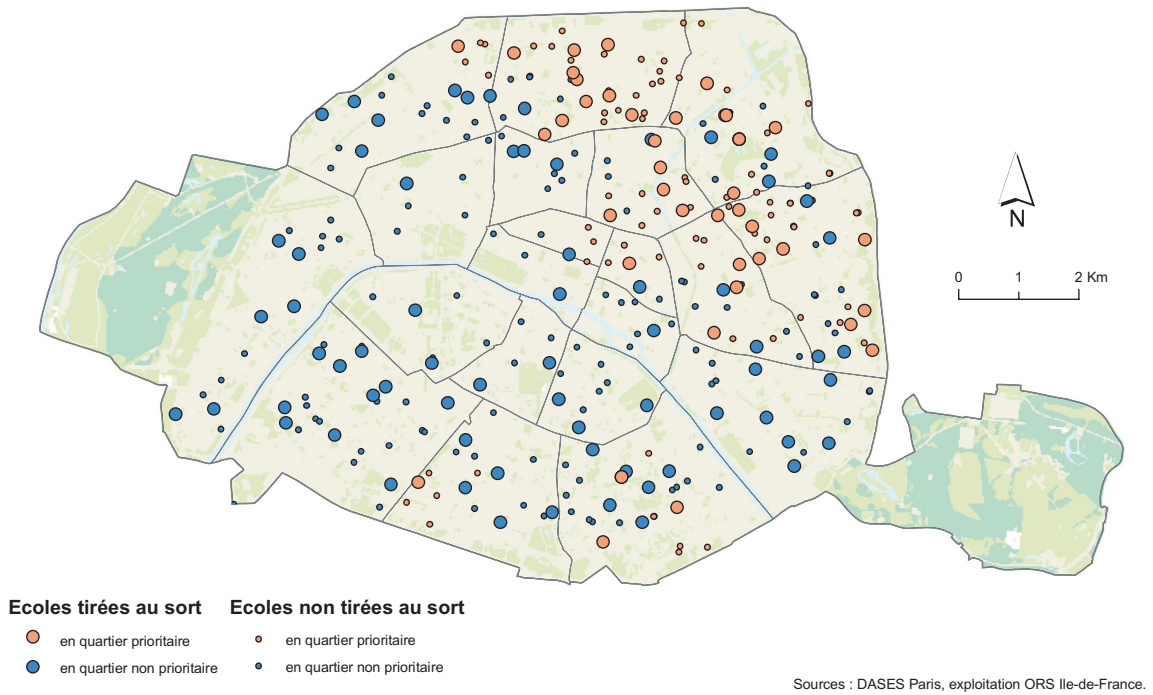 N
0 1 2 Km
Ecoles tirées au sort
en quartier prioritaire
en quartier non prioritaire
Ecoles non tirées au sort
en quartier prioritaire
en quartier non prioritaire
Sources : DASES Paris, exploitation ORS Ile-de-France.